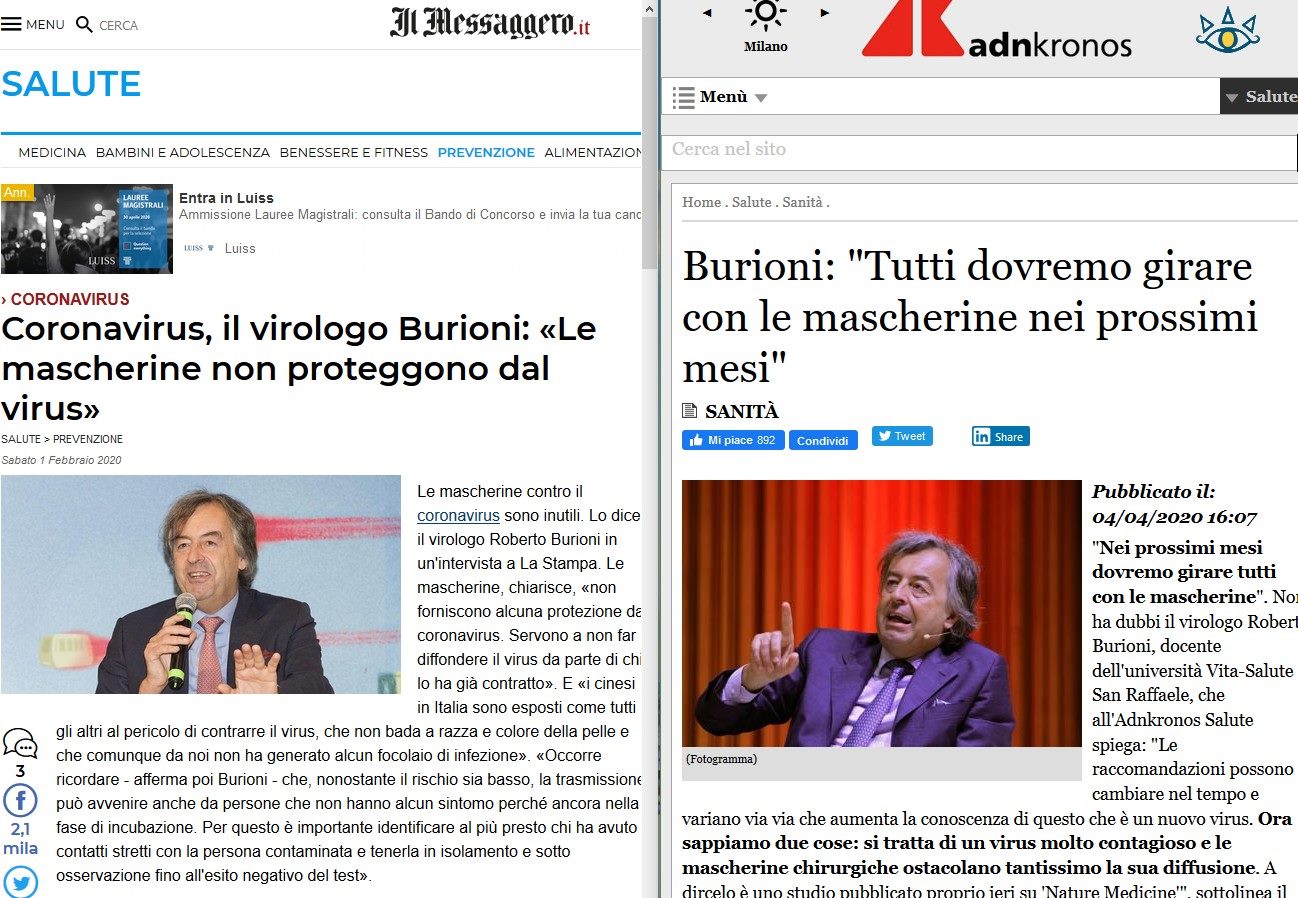 MENU CERCA
Il Messaggero.it
SALUTE
MEDICINA BAMBINI E ADOLESCENZA BENESSERE E FITNESS PREVENZIONE ALIMENTAZION
Ann.
LAUREE
MAGISTRALI
30 aprile 2020
Consulta il bando
per la selezione
Question
everything
LUISS
Entra in Luiss
Ammissione Lauree Magistrali: consulta il Bando di Concorso e invia la tua cand
LUISS Luiss
› CORONAVIRUS
Coronavirus, il virologo Burioni: «Le
mascherine non proteggono dal
virus»
SALUTE > PREVENZIONE
Sabato 1 Febbraio 2020
Le mascherine contro il
coronavirus sono inutili. Lo dice
il virologo Roberto Burioni in
un'intervista a La Stampa. Le
mascherine, chiarisce, «non
forniscono alcuna protezione da
coronavirus. Servono a non far
diffondere il virus da parte di chi
lo ha già contratto». E «i cinesi
in Italia sono esposti come tutti
gli altri al pericolo di contrarre il virus, che non bada a razza e colore della pelle e
che comunque da noi non ha generato alcun focolaio di infezione». «Occorre
ricordare - afferma poi Burioni - che, nonostante il rischio sia basso, la trasmissione
può avvenire anche da persone che non hanno alcun sintomo perché ancora nella
fase di incubazione. Per questo è importante identificare al più presto chi ha avuto
contatti stretti con la persona contaminata e tenerla in isolamento e sotto
osservazione fino all'esito negativo del test».
3
2,1
mila
Milano
adnkronos
Menù
Salute
Cerca nel sito
Home . Salute . Sanità .
Burioni: "Tutti dovremo girare
con le mascherine nei prossimi
mesi"
SANITÀ
Mi piace 892 Condividi Tweet Share
(Fotogramma)
Pubblicato il:
04/04/2020 16:07
"Nei prossimi mesi
dovremo girare tutti
con le mascherine". Non
ha dubbi il virologo Robert
Burioni, docente
dell'università Vita-Salute
San Raffaele, che
all'Adnkronos Salute
spiega: "Le
raccomandazioni possono
cambiare nel tempo e
variano via via che aumenta la conoscenza di questo che è un nuovo virus. Ora
sappiamo due cose: si tratta di un virus molto contagioso e le
mascherine chirurgiche ostacolano tantissimo la sua diffusione. A
dircelo è uno studio pubblicato proprio ieri su 'Nature Medicine'", sottolinea il